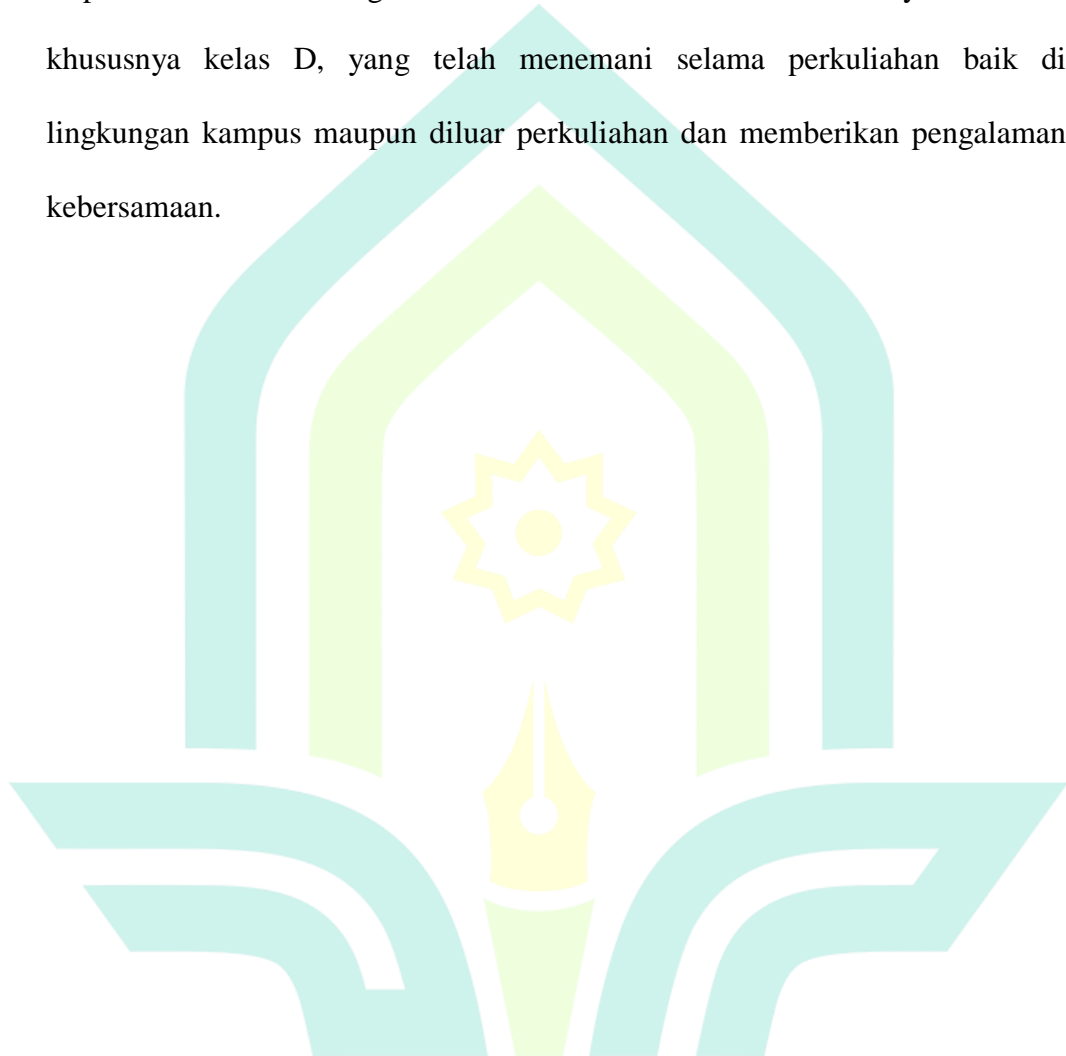 khususnya kelas D, yang telah menemani selama perkuliahan baik di
lingkungan kampus maupun diluar perkuliahan dan memberikan pengalaman
kebersamaan.